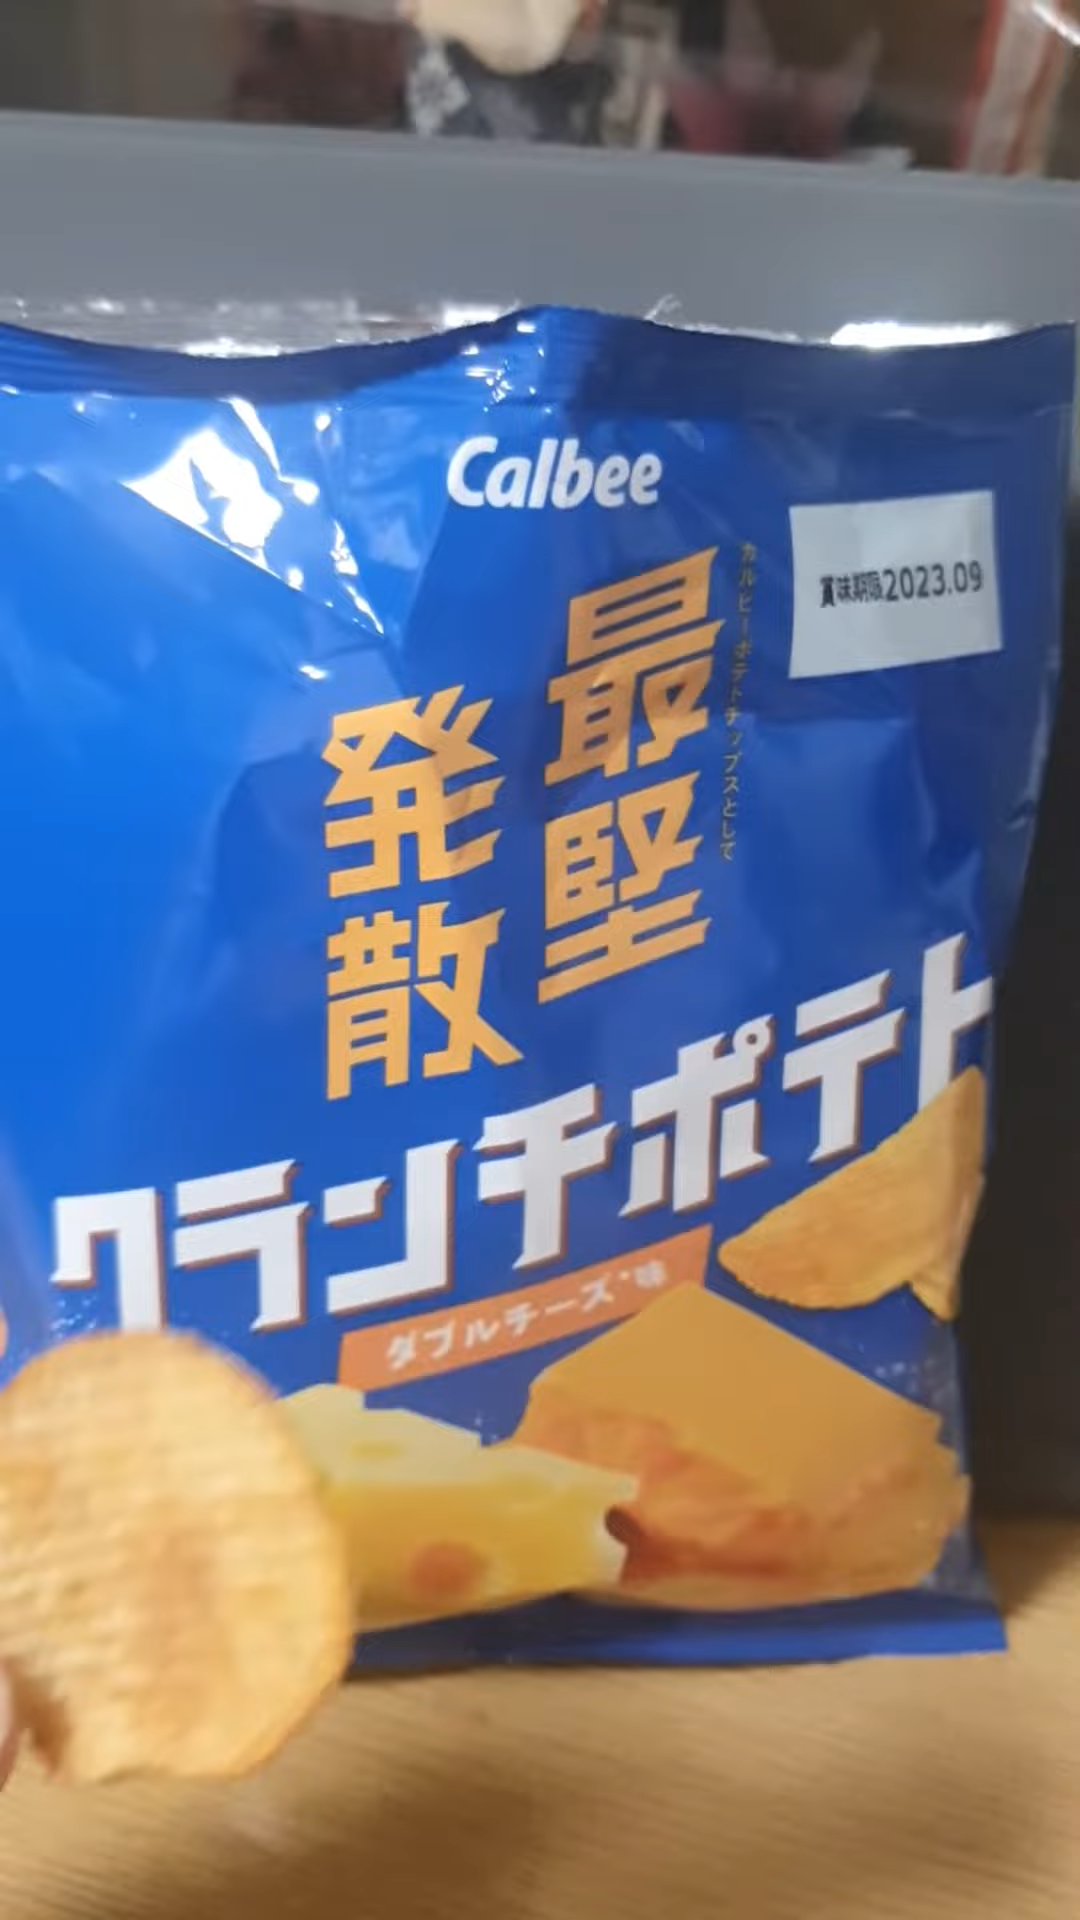 Calbee
賞味期限2023.09
カルビーポテトチップスとして
最堅
発散
クランチポテト
ダブルチーズ*味